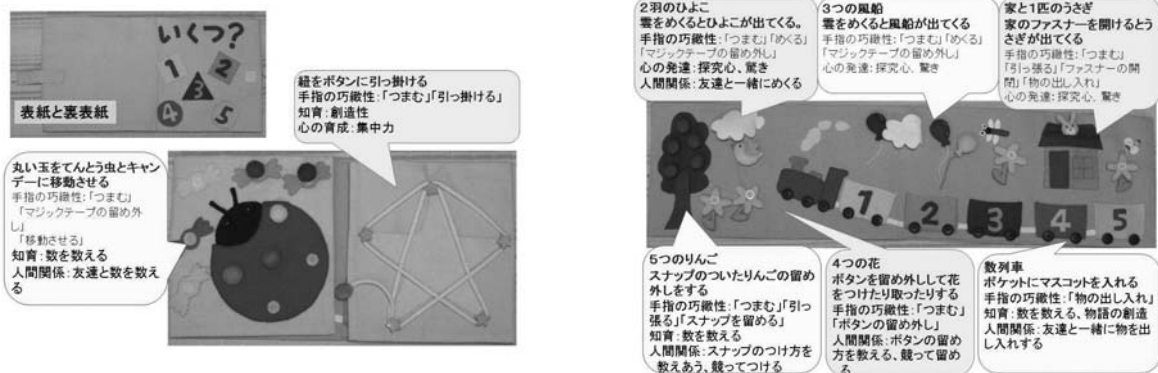 いくつ?
1
2
3
4
5
表紙と裏表紙
紐をボタンに引っ掛ける
手指の巧緻性:「つまむ」「引っ掛ける」
知育:創造性
心の育成:集中力
丸い玉をてんとう虫とキャン
デーに移動させる
手指の巧緻性:「つまむ」
「マジックテープの留め外
し」
「移動させる」
知育:数を数える
人間関係:友達と数を数え
る
2羽のひよこ
雲をめくるとひよこが出てくる。
手指の巧緻性:「つまむ」「めくる」
「マジックテープの留め外し」
心の発達:探究心、驚き
人間関係:友達と一緒にめくる
3つの風船
雲をめくると風船が出てくる
手指の巧緻性:「つまむ」「めくる」
「マジックテープの留め外し」
心の発達:探究心、驚き
家と1匹のうさぎ
家のファスナーを開けるとう
さぎが出てくる
手指の巧緻性:「つまむ」
「引っ張る」「ファスナーの開
閉」「物の出し入れ」
心の発達:探究心、驚き
1
2
3
4
5
5つのりんご
スナップのついたりんごの留め
外しをする
手指の巧緻性:「つまむ」「引っ
張る」「スナップを留める」
知育:数を数える
人間関係:スナップのつけ方を
教えあう、競ってつける
4つの花
ボタンを留め外しして花
をつけたり取ったりする
手指の巧緻性:「つまむ」
「ボタンの留め外し」
人間関係:ボタンの留め
方を教える、競って留め
る
数列車
ポケットにマスコットを入れる
手指の巧緻性:「物の出し入れ」
知育:数を数える、物語の創造
人間関係:友達と一緒に物を出
し入れする